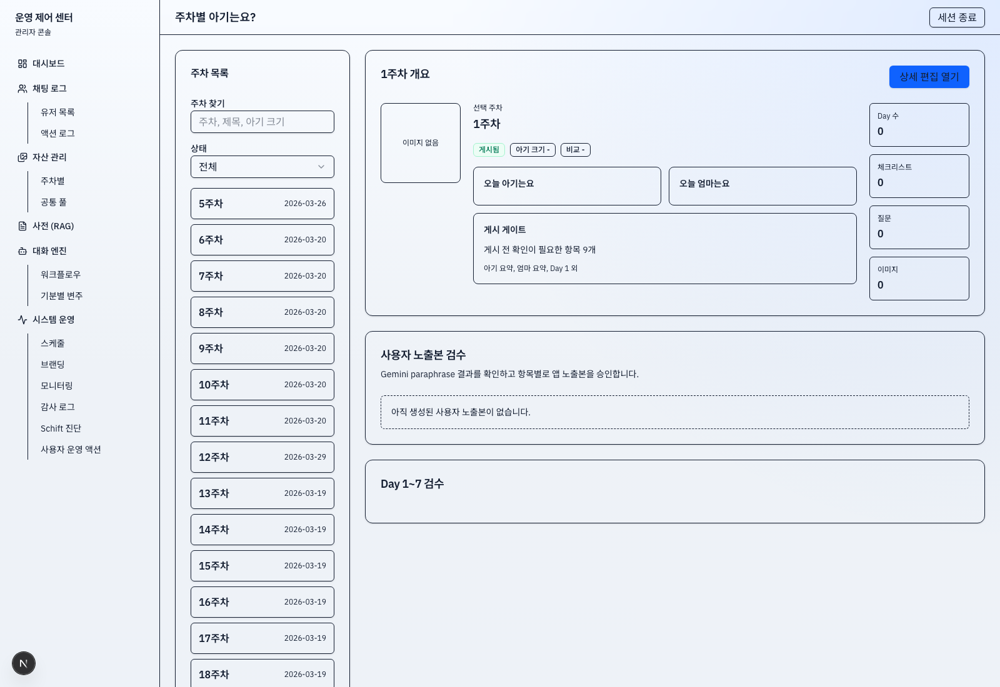 운영 제어 센터
관리자 콘솔
대시보드
채팅 로그
유저 목록
액션 로그
자산 관리
주차별
공통 풀
사전 (RAG)
대화 엔진
워크플로우
기분별 변주
시스템 운영
스케줄
브랜딩
모니터링
감사 로그
Schift 진단
사용자 운영 액션
N
주차별 아기는요?
세션 종료
주차 목록
주차 찾기
주차, 제목, 아기 크기
상태
전체
5주차 2026-03-26
6주차 2026-03-20
7주차 2026-03-20
8주차 2026-03-20
9주차 2026-03-20
10주차 2026-03-20
11주차 2026-03-20
12주차 2026-03-29
13주차 2026-03-19
14주차 2026-03-19
15주차 2026-03-19
16주차 2026-03-19
17주차 2026-03-19
18주차 2026-03-19
1주차 개요
상세 편집 열기
이미지 없음
선택 주차
1주차
게시됨 아기 크기 - 비교 -
오늘 아기는요
오늘 엄마는요
게시 게이트
게시 전 확인이 필요한 항목 9개
아기 요약, 엄마 요약, Day 1 외
Day 수
0
체크리스트
0
질문
0
이미지
0
사용자 노출본 검수
Gemini paraphrase 결과를 확인하고 항목별로 앱 노출본을 승인합니다.
아직 생성된 사용자 노출본이 없습니다.
Day 1~7 검수